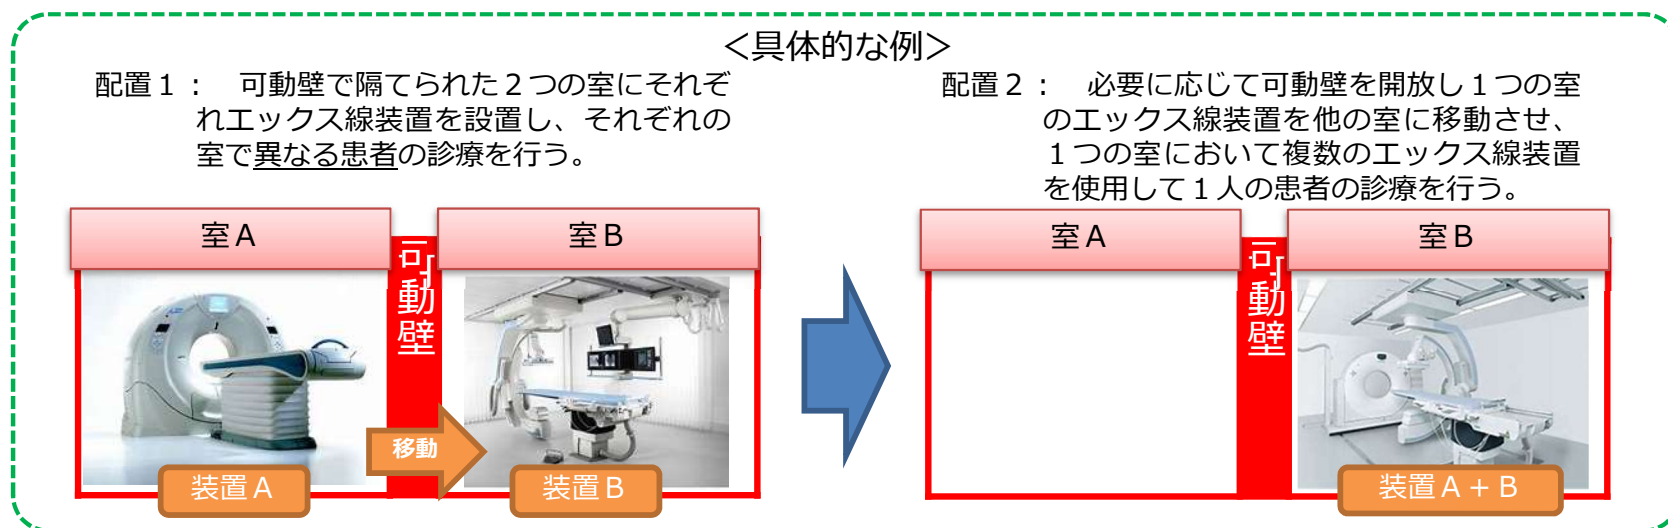 ＜具体的な例＞
配置１：　可動壁で隔てられた２つの室にそれぞ
れエックス線装置を設置し、それぞれの
室で異なる患者の診療を行う。
配置２：　必要に応じて可動壁を開放し１つの室
のエックス線装置を他の室に移動させ、
１つの室において複数のエックス線装置
を使用して１人の患者の診療を行う。
室Ａ
可動壁
室Ｂ
移動
装置Ａ
装置Ｂ
室Ａ
可動壁
室Ｂ
装置Ａ＋Ｂ